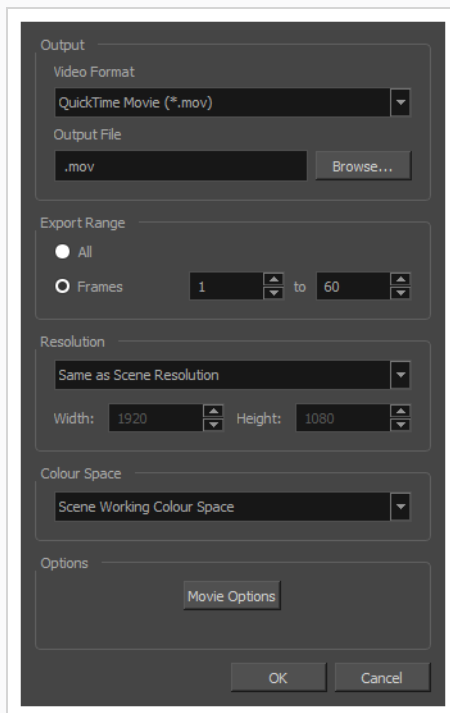 Output
Video Format
QuickTime Movie (*.mov)
Output File
.mov Browse...
Export Range
All
Frames 1 to 60
Resolution
Same as Scene Resolution
Width: 1920 Height: 1080
Colour Space
Scene Working Colour Space
Options
Movie Options
OK Cancel